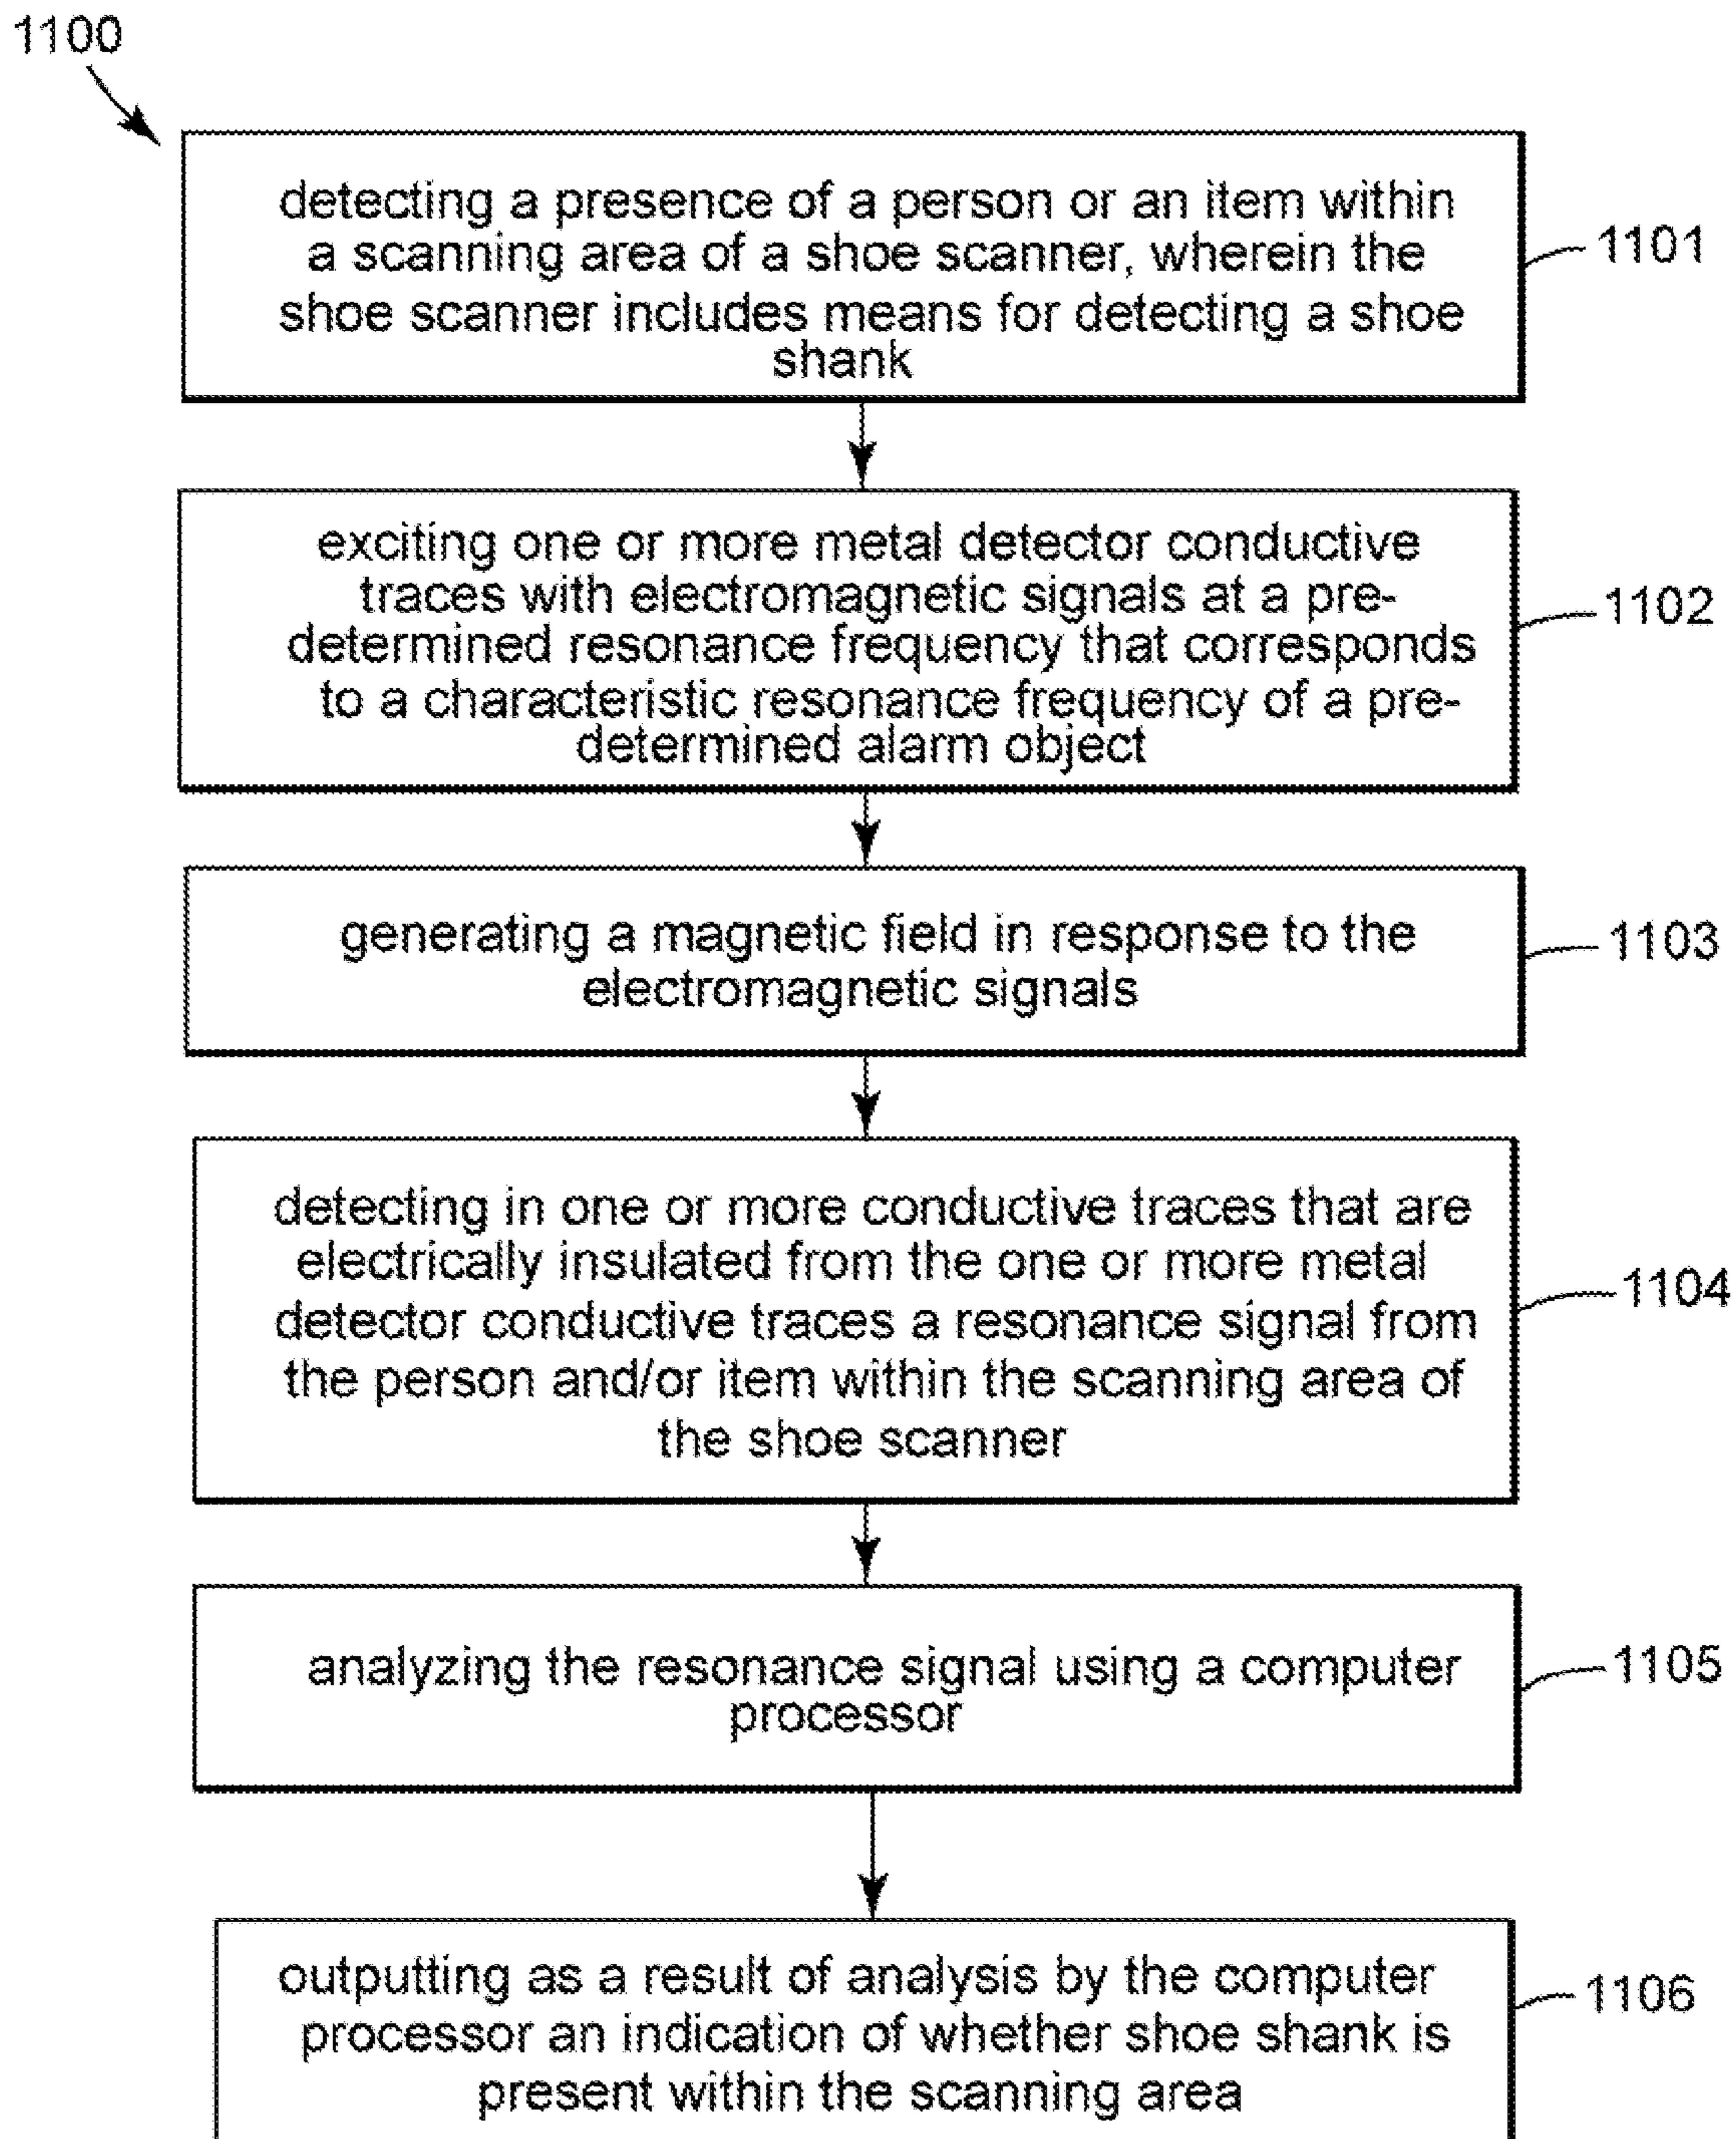 1100
detecting a presence of a person or an item within
a scanning area of a shoe scanner, wherein the
shoe scanner includes means for detecting a shoe
shank
1101
exciting one or more metal detector conductive
traces with electromagnetic signals at a pre-
determined resonance frequency that corresponds
to a characteristic resonance frequency of a pre-
determined alarm object
1102
generating a magnetic field in response to the
electromagnetic signals
1103
detecting in one or more conductive traces that are
electrically insulated from the one or more metal
detector conductive traces a resonance signal from
the person and/or item within the scanning area of
the shoe scanner
1104
analyzing the resonance signal using a computer
processor
1105
outputting as a result of analysis by the computer
processor an indication of whether shoe shank is
present within the scanning area
1106